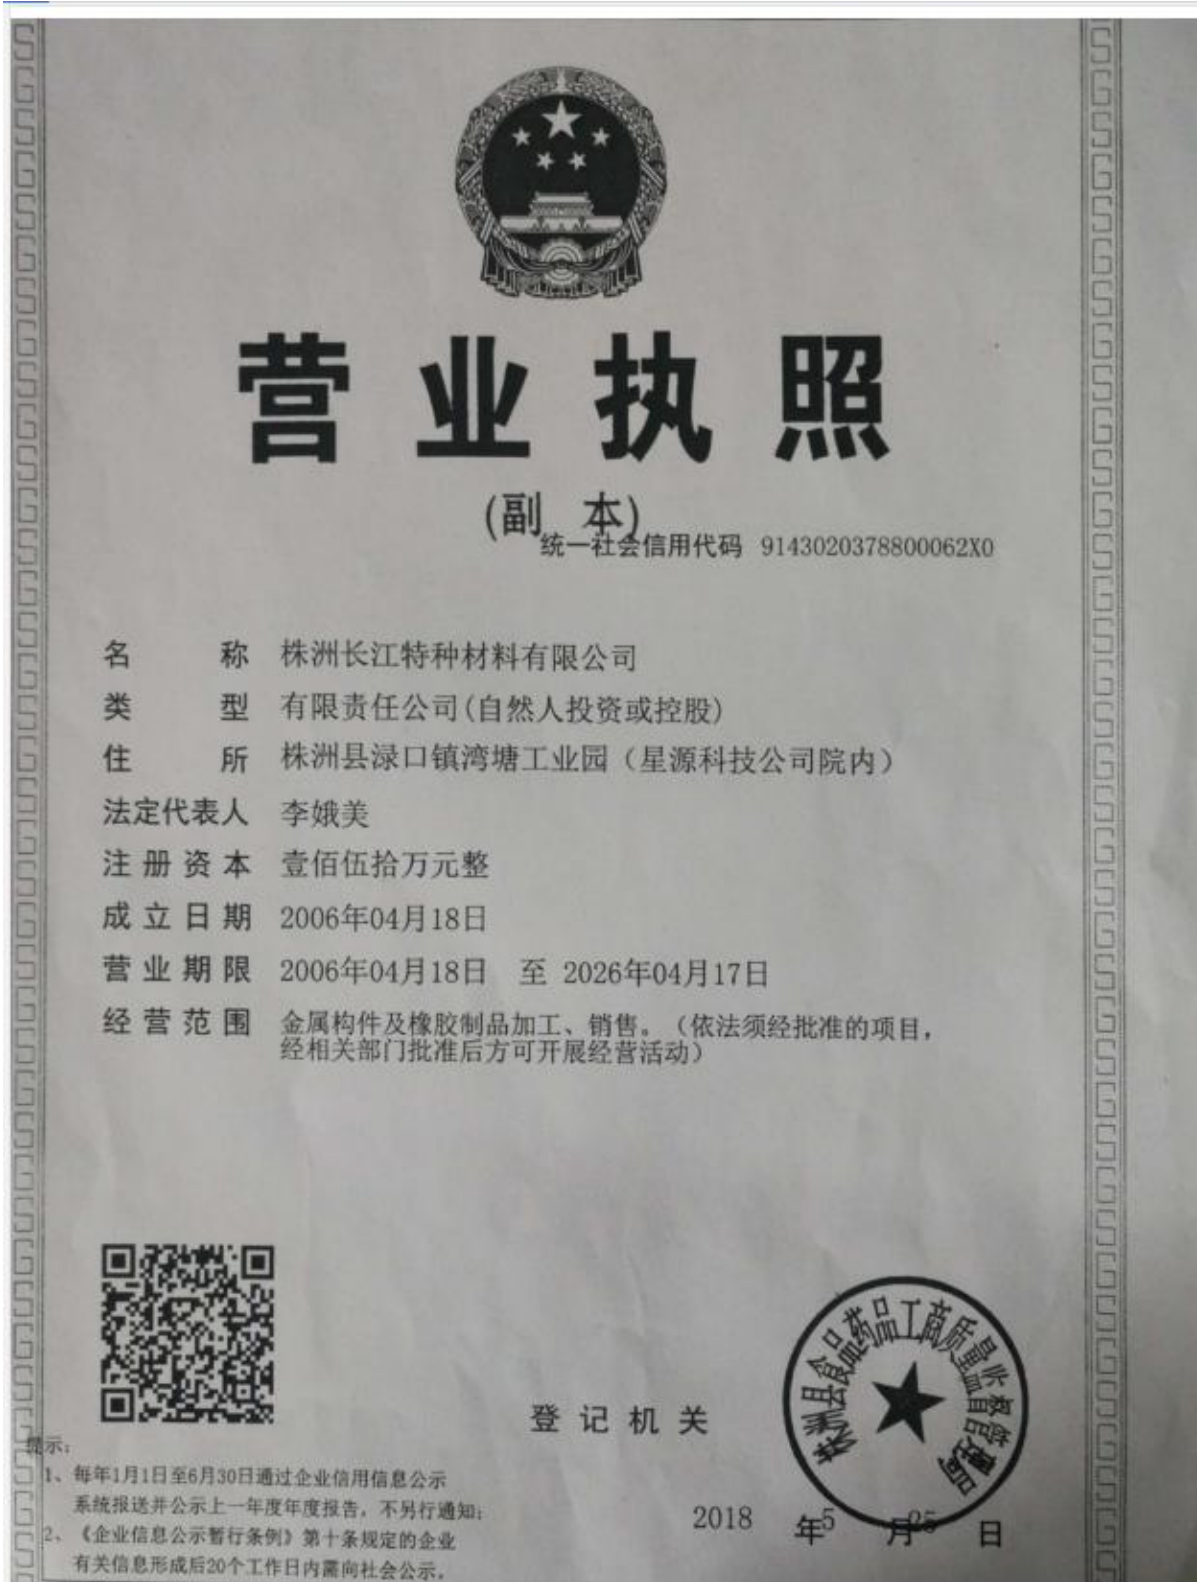 营业执照
(副 本)
统一社会信用代码 9143020378800062X0
名 称 株洲长江特种材料有限公司
类 型 有限责任公司(自然人投资或控股)
住 所 株洲县渌口镇湾塘工业园（星源科技公司院内）
法定代表人 李娥美
注册资本 壹佰伍拾万元整
成立日期 2006年04月18日
营业期限 2006年04月18日 至 2026年04月17日
经营范围 金属构件及橡胶制品加工、销售。（依法须经批准的项目，
经相关部门批准后方可开展经营活动）
株洲县食品药品工商质量监督管理局
登记机关
2018 年5 月25 日
提示:
1、每年1月1日至6月30日通过企业信用信息公示
系统报送并公示上一年度年度报告，不另行通知;
2、《企业信息公示暂行条例》第十条规定的企业
有关信息形成后20个工作日内需向社会公示。